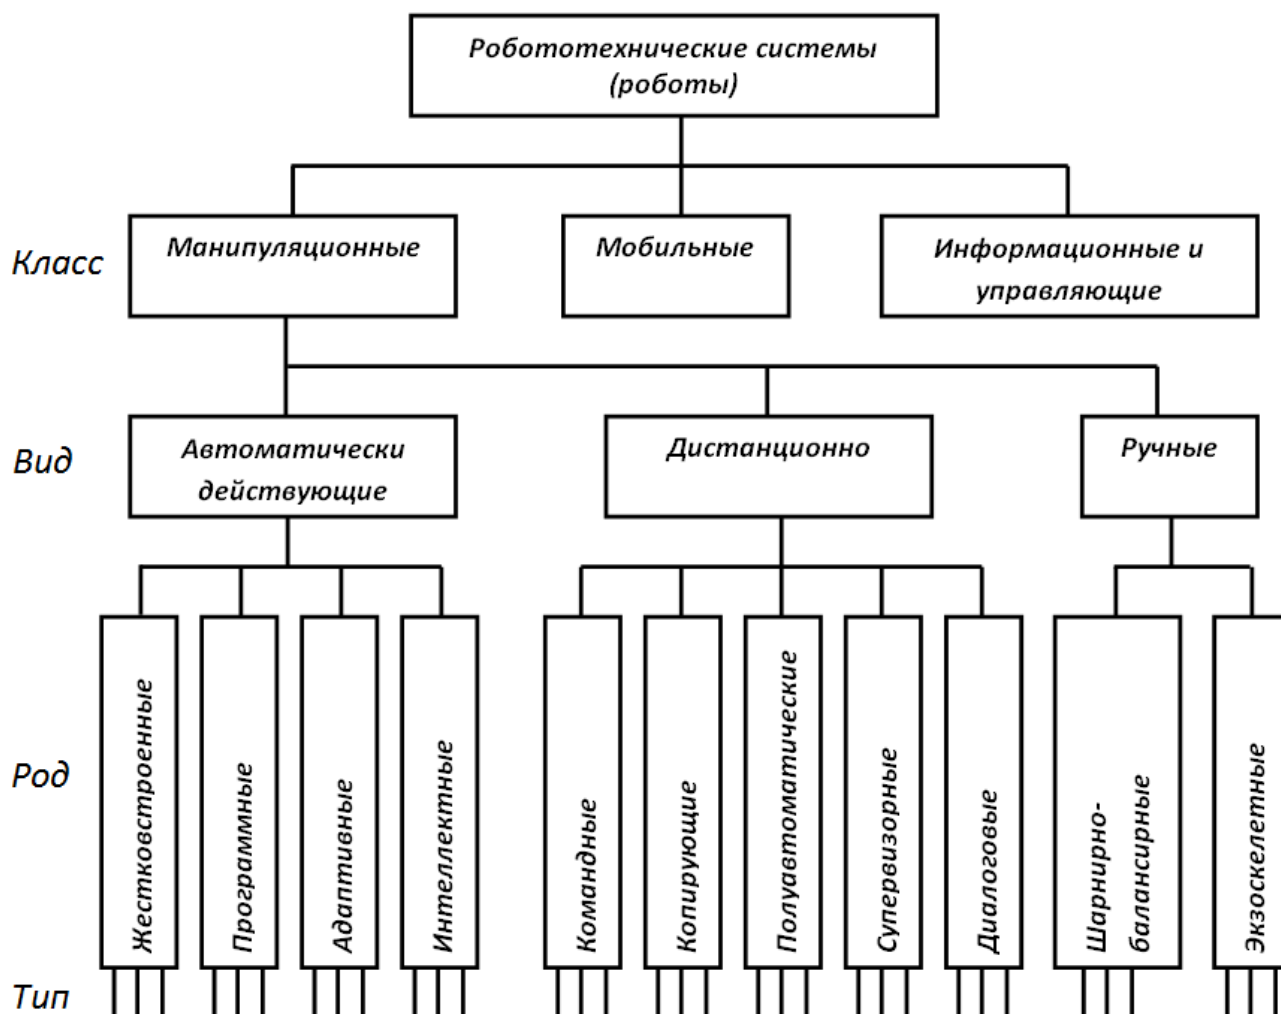 Робототехнические системы
(роботы)
Класс
Манипуляционные
Мобильные
Информационные и
управляющие
Вид
Автоматически
действующие
Дистанционно
Ручные
Род
Жестковстроенные
Программные
Адаптивные
Интеллектные
Командные
Копирующие
Полуавтоматические
Супервизорные
Диалоговые
Шарнирно-
балансирные
Экзоскелетные
Тип